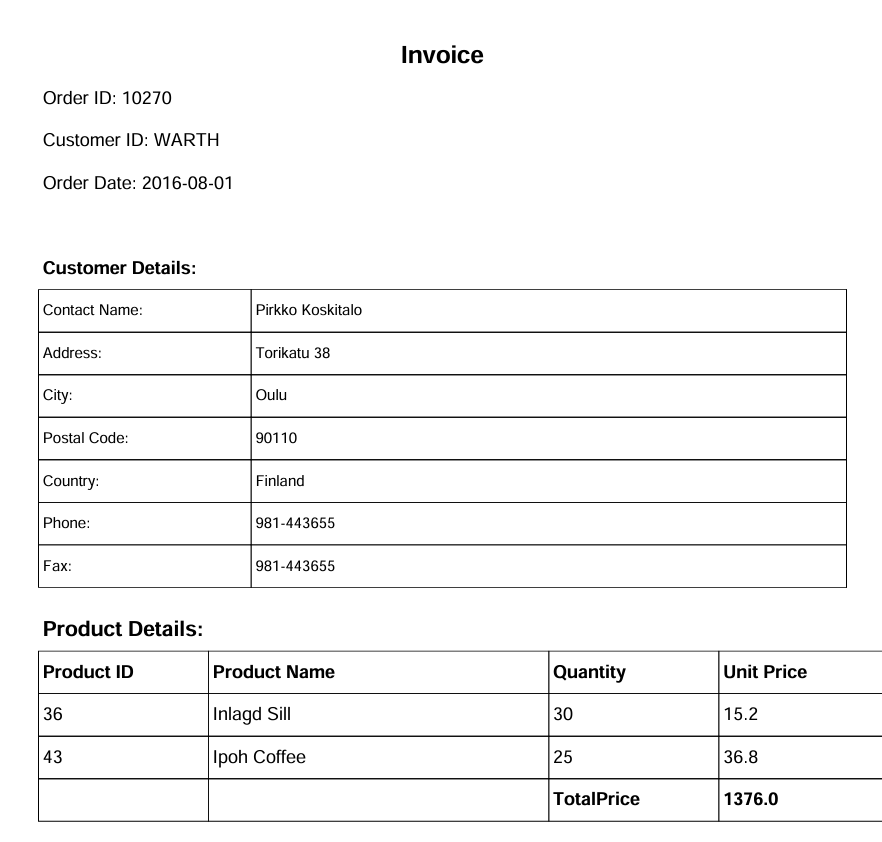 Invoice
Order ID: 10270
Customer ID: WARTH
Order Date: 2016-08-01
Customer Details:
Contact Name: Pirkko Koskitalo
Address: Torikatu 38
City: Oulu
Postal Code: 90110
Country: Finland
Phone: 981-443655
Fax: 981-443655
Product Details:
Product ID Product Name Quantity Unit Price
36 Inlagd Sill 30 15.2
43 Ipoh Coffee 25 36.8
TotalPrice 1376.0